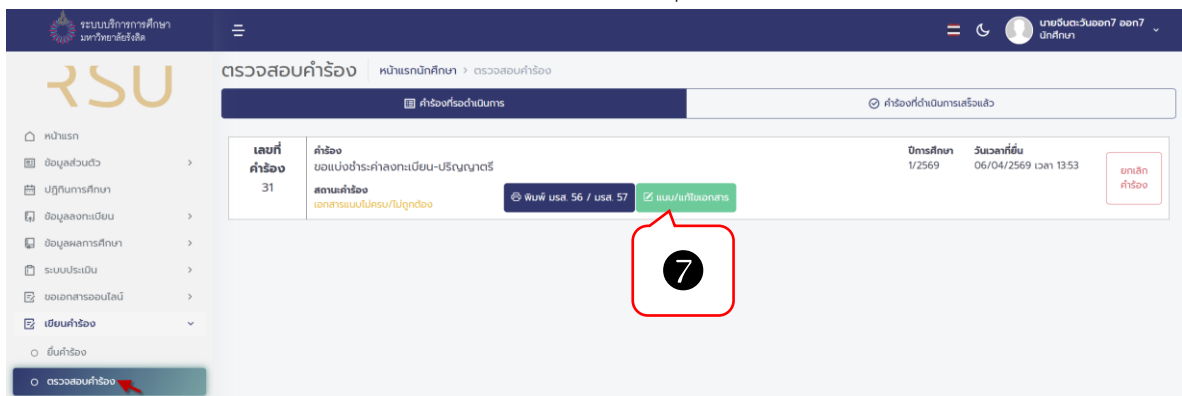 ระบบบริการการศึกษา
มหาวิทยาลัยรังสิต
นายจินตะวันออก7 ออก7
นักศึกษา
RSU
ตรวจสอบคำร้อง
หน้าแรกนักศึกษา > ตรวจสอบคำร้อง
คำร้องที่รอดำเนินการ
คำร้องที่ดำเนินการเสร็จแล้ว
หน้าแรก
ข้อมูลส่วนตัว
ปฏิทินการศึกษา
ข้อมูลลงทะเบียน
ข้อมูลผลการศึกษา
ระบบประเมิน
ขอเอกสารออนไลน์
เขียนคำร้อง
ยื่นคำร้อง
ตรวจสอบคำร้อง
เลขที่
คำร้อง
31
คำร้อง
ขอแบ่งชำระค่าลงทะเบียน-ปริญญาตรี
สถานะคำร้อง
เอกสารแนบไม่ครบ/ไม่ถูกต้อง
พิมพ์ มรส. 56 / มรส. 57
แนบ/แก้ไขเอกสาร
ปีการศึกษา
1/2569
วันเวลาที่ยื่น
06/04/2569 เวลา 13:53
ยกเลิก
คำร้อง
7